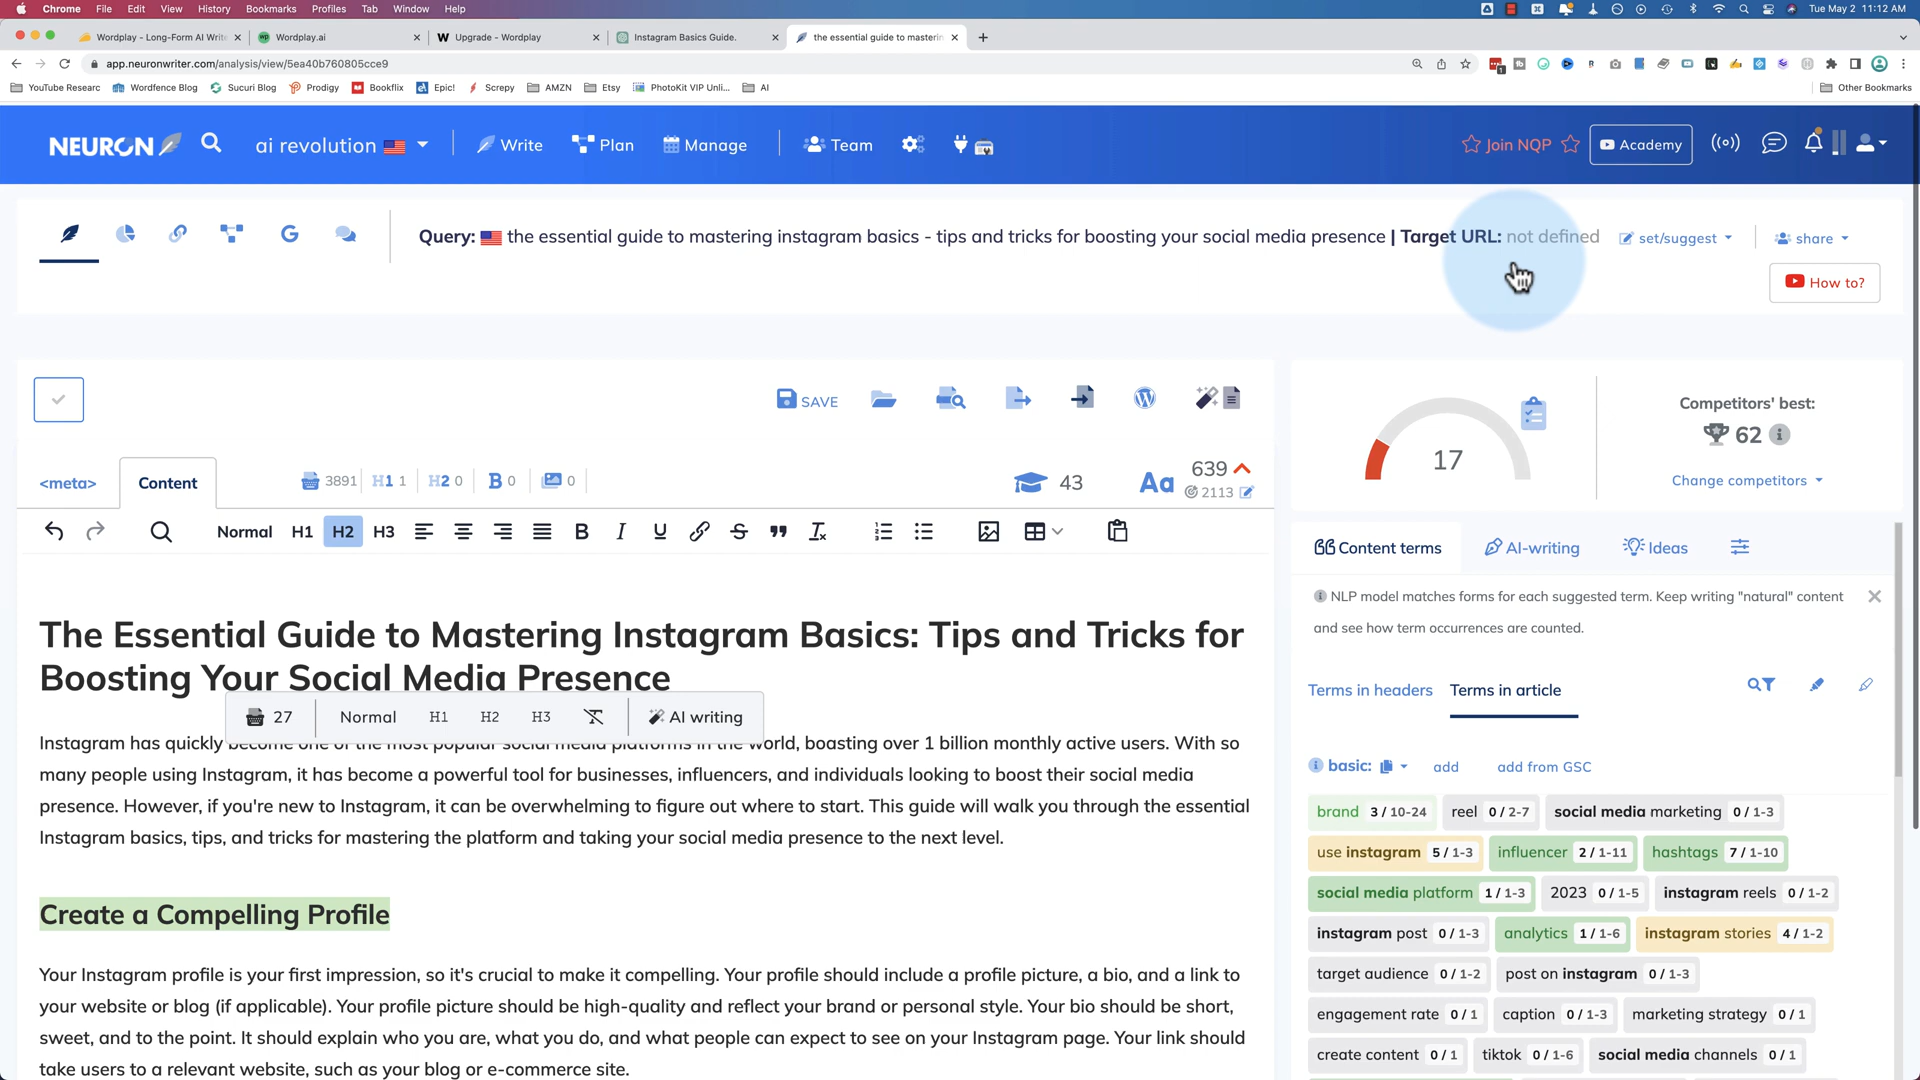 Chrome File Edit View History Bookmarks Profiles Tab Window Help Tue May 2 11:12 AM
Wordplay - Long-Form AI Write Wordplay.ai Upgrade - Wordplay Instagram Basics Guide. the essential guide to masterin
app.neuronwriter.com/analysis/view/5ea40b760805cce9
YouTube Researc Wordfence Blog Sucuri Blog Prodigy Bookflix Epic! Screpy AMZN Etsy PhotoKit VIP Unli... AI Other Bookmarks
NEURON ai revolution Write Plan Manage Team Join NQP Academy
Query: the essential guide to mastering instagram basics - tips and tricks for boosting your social media presence | Target URL: not defined set/suggest share
How to?
SAVE
Competitors' best:
17 62
<meta> Content 3891 H1 1 H2 0 B 0 0 43 Aa 639
2113
Change competitors
Normal H1 H2 H3 B I U S
Content terms AI-writing Ideas
NLP model matches forms for each suggested term. Keep writing "natural" content
and see how term occurrences are counted.
The Essential Guide to Mastering Instagram Basics: Tips and Tricks for
Boosting Your Social Media Presence
27 Normal H1 H2 H3 AI writing
Instagram has quickly become one of the most popular social media platforms in the world, boasting over 1 billion monthly active users. With so
many people using Instagram, it has become a powerful tool for businesses, influencers, and individuals looking to boost their social media
presence. However, if you're new to Instagram, it can be overwhelming to figure out where to start. This guide will walk you through the essential
Instagram basics, tips, and tricks for mastering the platform and taking your social media presence to the next level.
Create a Compelling Profile
Your Instagram profile is your first impression, so it's crucial to make it compelling. Your profile should include a profile picture, a bio, and a link to
your website or blog (if applicable). Your profile picture should be high-quality and reflect your brand or personal style. Your bio should be short,
sweet, and to the point. It should explain who you are, what you do, and what people can expect to see on your Instagram page. Your link should
take users to a relevant website, such as your blog or e-commerce site.
Terms in headers Terms in article
basic: add add from GSC
brand 3 / 10-24 reel 0 / 2-7 social media marketing 0 / 1-3
use instagram 5 / 1-3 influencer 2 / 1-11 hashtags 7 / 1-10
social media platform 1 / 1-3 2023 0 / 1-5 instagram reels 0 / 1-2
instagram post 0 / 1-3 analytics 1 / 1-6 instagram stories 4 / 1-2
target audience 0 / 1-2 post on instagram 0 / 1-3
engagement rate 0 / 1 caption 0 / 1-3 marketing strategy 0 / 1
create content 0 / 1 tiktok 0 / 1-6 social media channels 0 / 1